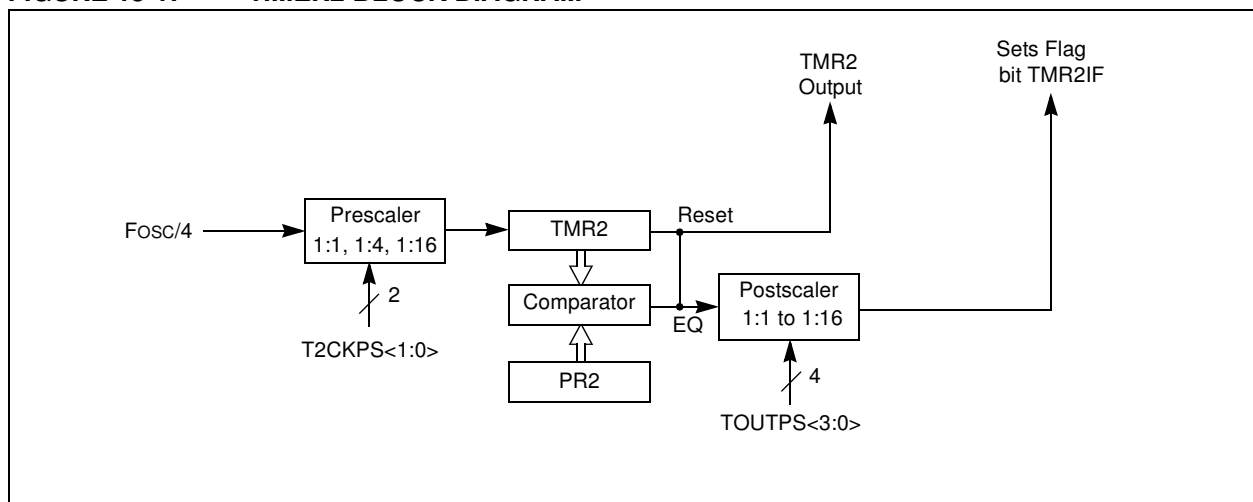 TMR2
Output
Sets Flag
bit TMR2IF
FOSC/4
Prescaler
1:1, 1:4, 1:16
2
T2CKPS<1:0>
TMR2
Reset
Comparator
EQ
PR2
Postscaler
1:1 to 1:16
4
TOUTPS<3:0>